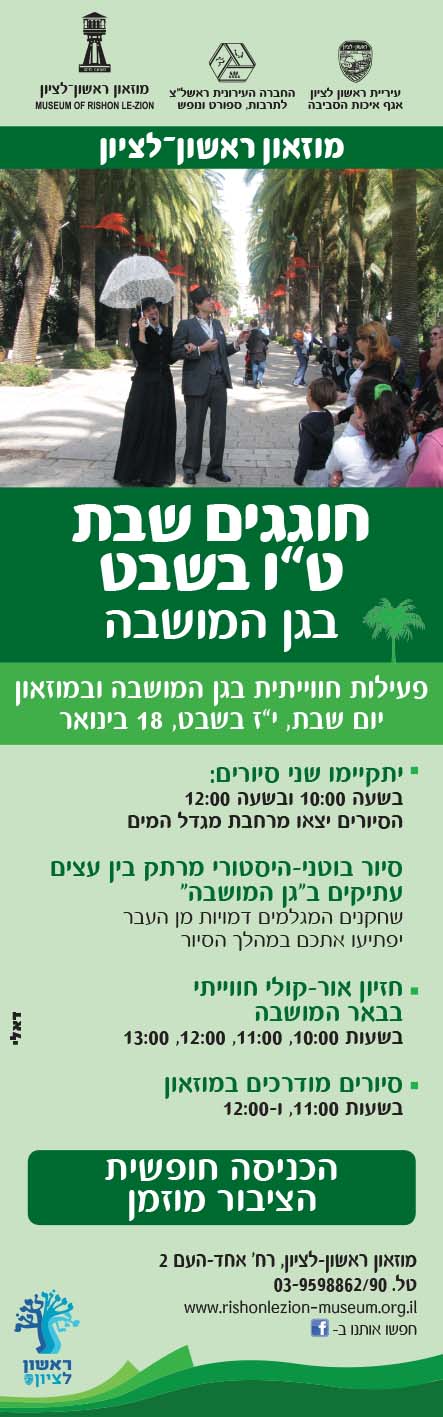 עיריית ראשון לציון
אגף איכות הסביבה
החברה העירונית ראשל"צ
לתרבות, ספורט ונופש
מוזאון ראשון-לציון
MUSEUM OF RISHON LE-ZION
מוזאון ראשון-לציון
חוגגים שבת
ט"ו בשבט
בגן המושבה
פעילות חווייתית בגן המושבה ובמוזאון
יום שבת, י"ז בשבט, 18 בינואר
יתקיימו שני סיורים:
בשעה 10:00 ובשעה 12:00
הסיורים יצאו מרחבת מגדל המים
סיור בוטני-היסטורי מרתק בין עצים
עתיקים ב"גן המושבה"
שחקנים המגלמים דמויות מן העבר
יפתיעו אתכם במהלך הסיור
חזיון אור-קולי חווייתי
בבאר המושבה
בשעות 10:00, 11:00, 12:00, 13:00
סיורים מודרכים במוזאון
בשעות 11:00, ו-12:00
דאלי
הכניסה חופשית
הציבור מוזמן
מוזאון ראשון-לציון, רח' אחד-העם 2
טל. 03-9598862/90
www.rishonlezion-museum.org.il
חפשו אותנו ב- f
ראשון
לציון